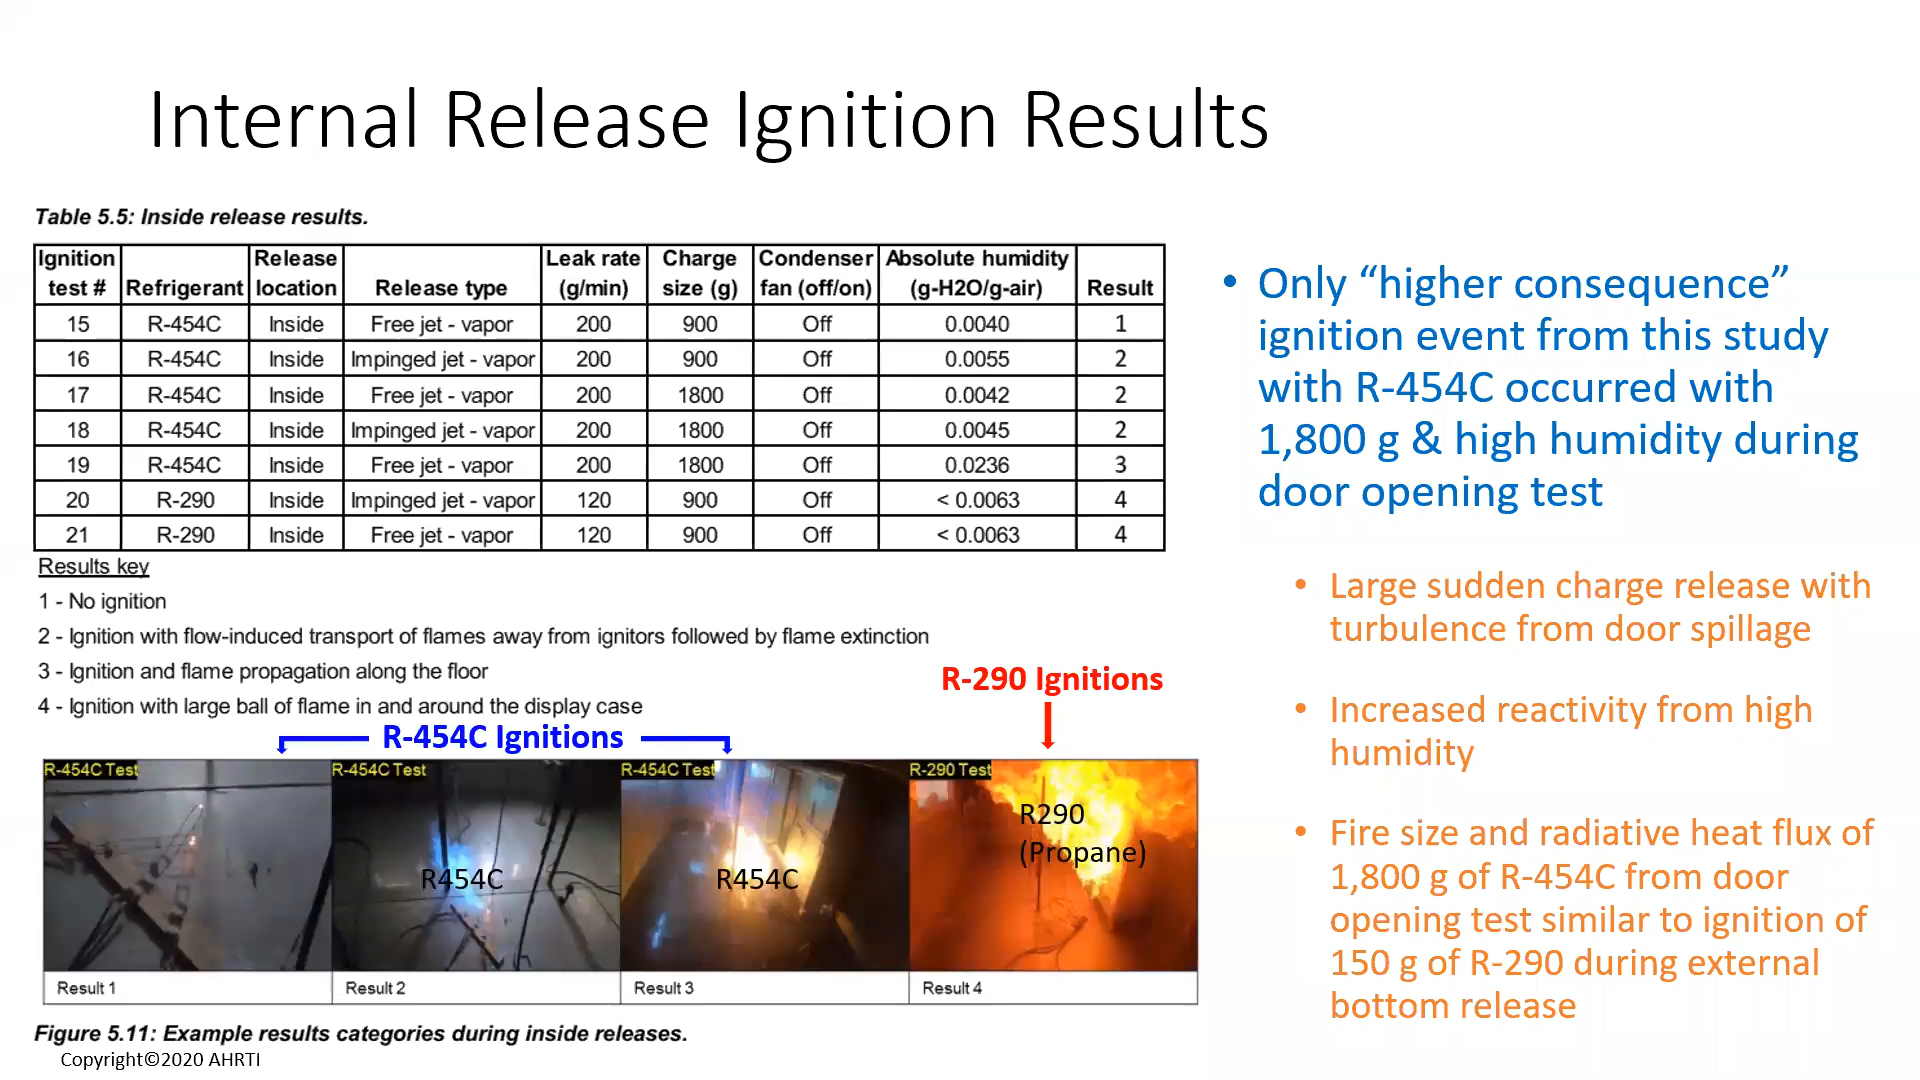 Internal Release Ignition Results
Table 5.5: Inside release results.
Ignition test # Refrigerant Release location Release type Leak rate (g/min) Charge size (g) Condenser fan (off/on) Absolute humidity (g-H2O/g-air) Result
15 R-454C Inside Free jet - vapor 200 900 Off 0.0040 1
16 R-454C Inside Impinged jet - vapor 200 900 Off 0.0055 2
17 R-454C Inside Free jet - vapor 200 1800 Off 0.0042 2
18 R-454C Inside Impinged jet - vapor 200 1800 Off 0.0045 2
19 R-454C Inside Free jet - vapor 200 1800 Off 0.0236 3
20 R-290 Inside Impinged jet - vapor 120 900 Off < 0.0063 4
21 R-290 Inside Free jet - vapor 120 900 Off < 0.0063 4
Results key
1 - No ignition
2 - Ignition with flow-induced transport of flames away from ignitors followed by flame extinction
3 - Ignition and flame propagation along the floor
4 - Ignition with large ball of flame in and around the display case
R-454C Ignitions
R-290 Ignitions
R-454C Test
R-454C Test
R-454C Test
R-290 Test
R454C
R454C
R290
(Propane)
Result 1
Result 2
Result 3
Result 4
Figure 5.11: Example results categories during inside releases.
Copyright©2020 AHRTI
• Only “higher consequence”
ignition event from this study
with R-454C occurred with
1,800 g & high humidity during
door opening test
• Large sudden charge release with
turbulence from door spillage
• Increased reactivity from high
humidity
• Fire size and radiative heat flux of
1,800 g of R-454C from door
opening test similar to ignition of
150 g of R-290 during external
bottom release